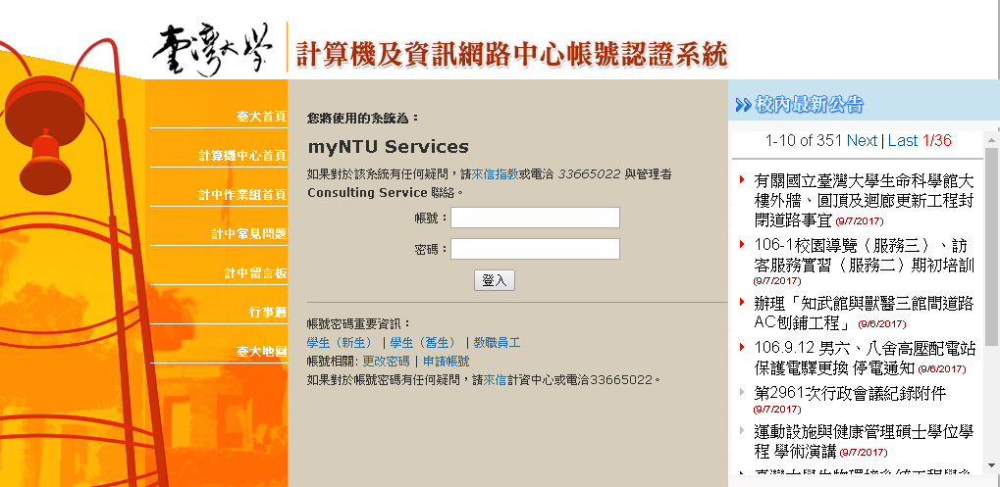 臺灣大學
計算機及資訊網路中心帳號認證系統
臺大首頁
計算機中心首頁
計中作業組首頁
計中常見問題
計中留言板
行事曆
臺大地圖
您將使用的系統為：
myNTU Services
如果對於該系統有任何疑問，請來信指教或電洽 33665022 與管理者
Consulting Service 聯絡。
帳號：
密碼：
登入
帳號密碼重要資訊：
學生（新生） | 學生（舊生） | 教職員工
帳號相關: 更改密碼 | 申請帳號
如果對於帳號密碼有任何疑問，請來信計資中心或電洽33665022。
校內最新公告
1-10 of 351 Next | Last 1/36
有關國立臺灣大學生命科學館大
樓外牆、圓頂及迴廊更新工程封
閉道路事宜 (9/7/2017)
106-1校園導覽（服務三）、訪
客服務實習（服務二）期初培訓
(9/7/2017)
辦理「知武館與獸醫三館間道路
AC刨鋪工程」 (9/6/2017)
106.9.12 男六、八舍高壓配電站
保護電驛更換 停電通知 (9/6/2017)
第2961次行政會議紀錄附件
(9/7/2017)
運動設施與健康管理碩士學位學
程 學術演講 (9/7/2017)